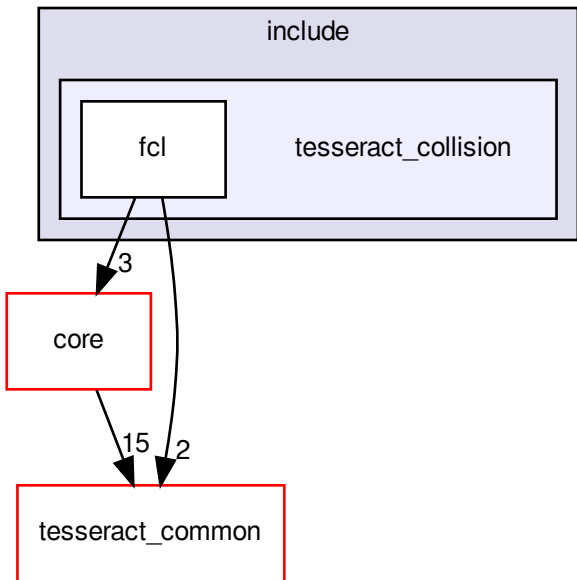 include
fcl
tesseract_collision
3
core
15
2
tesseract_common